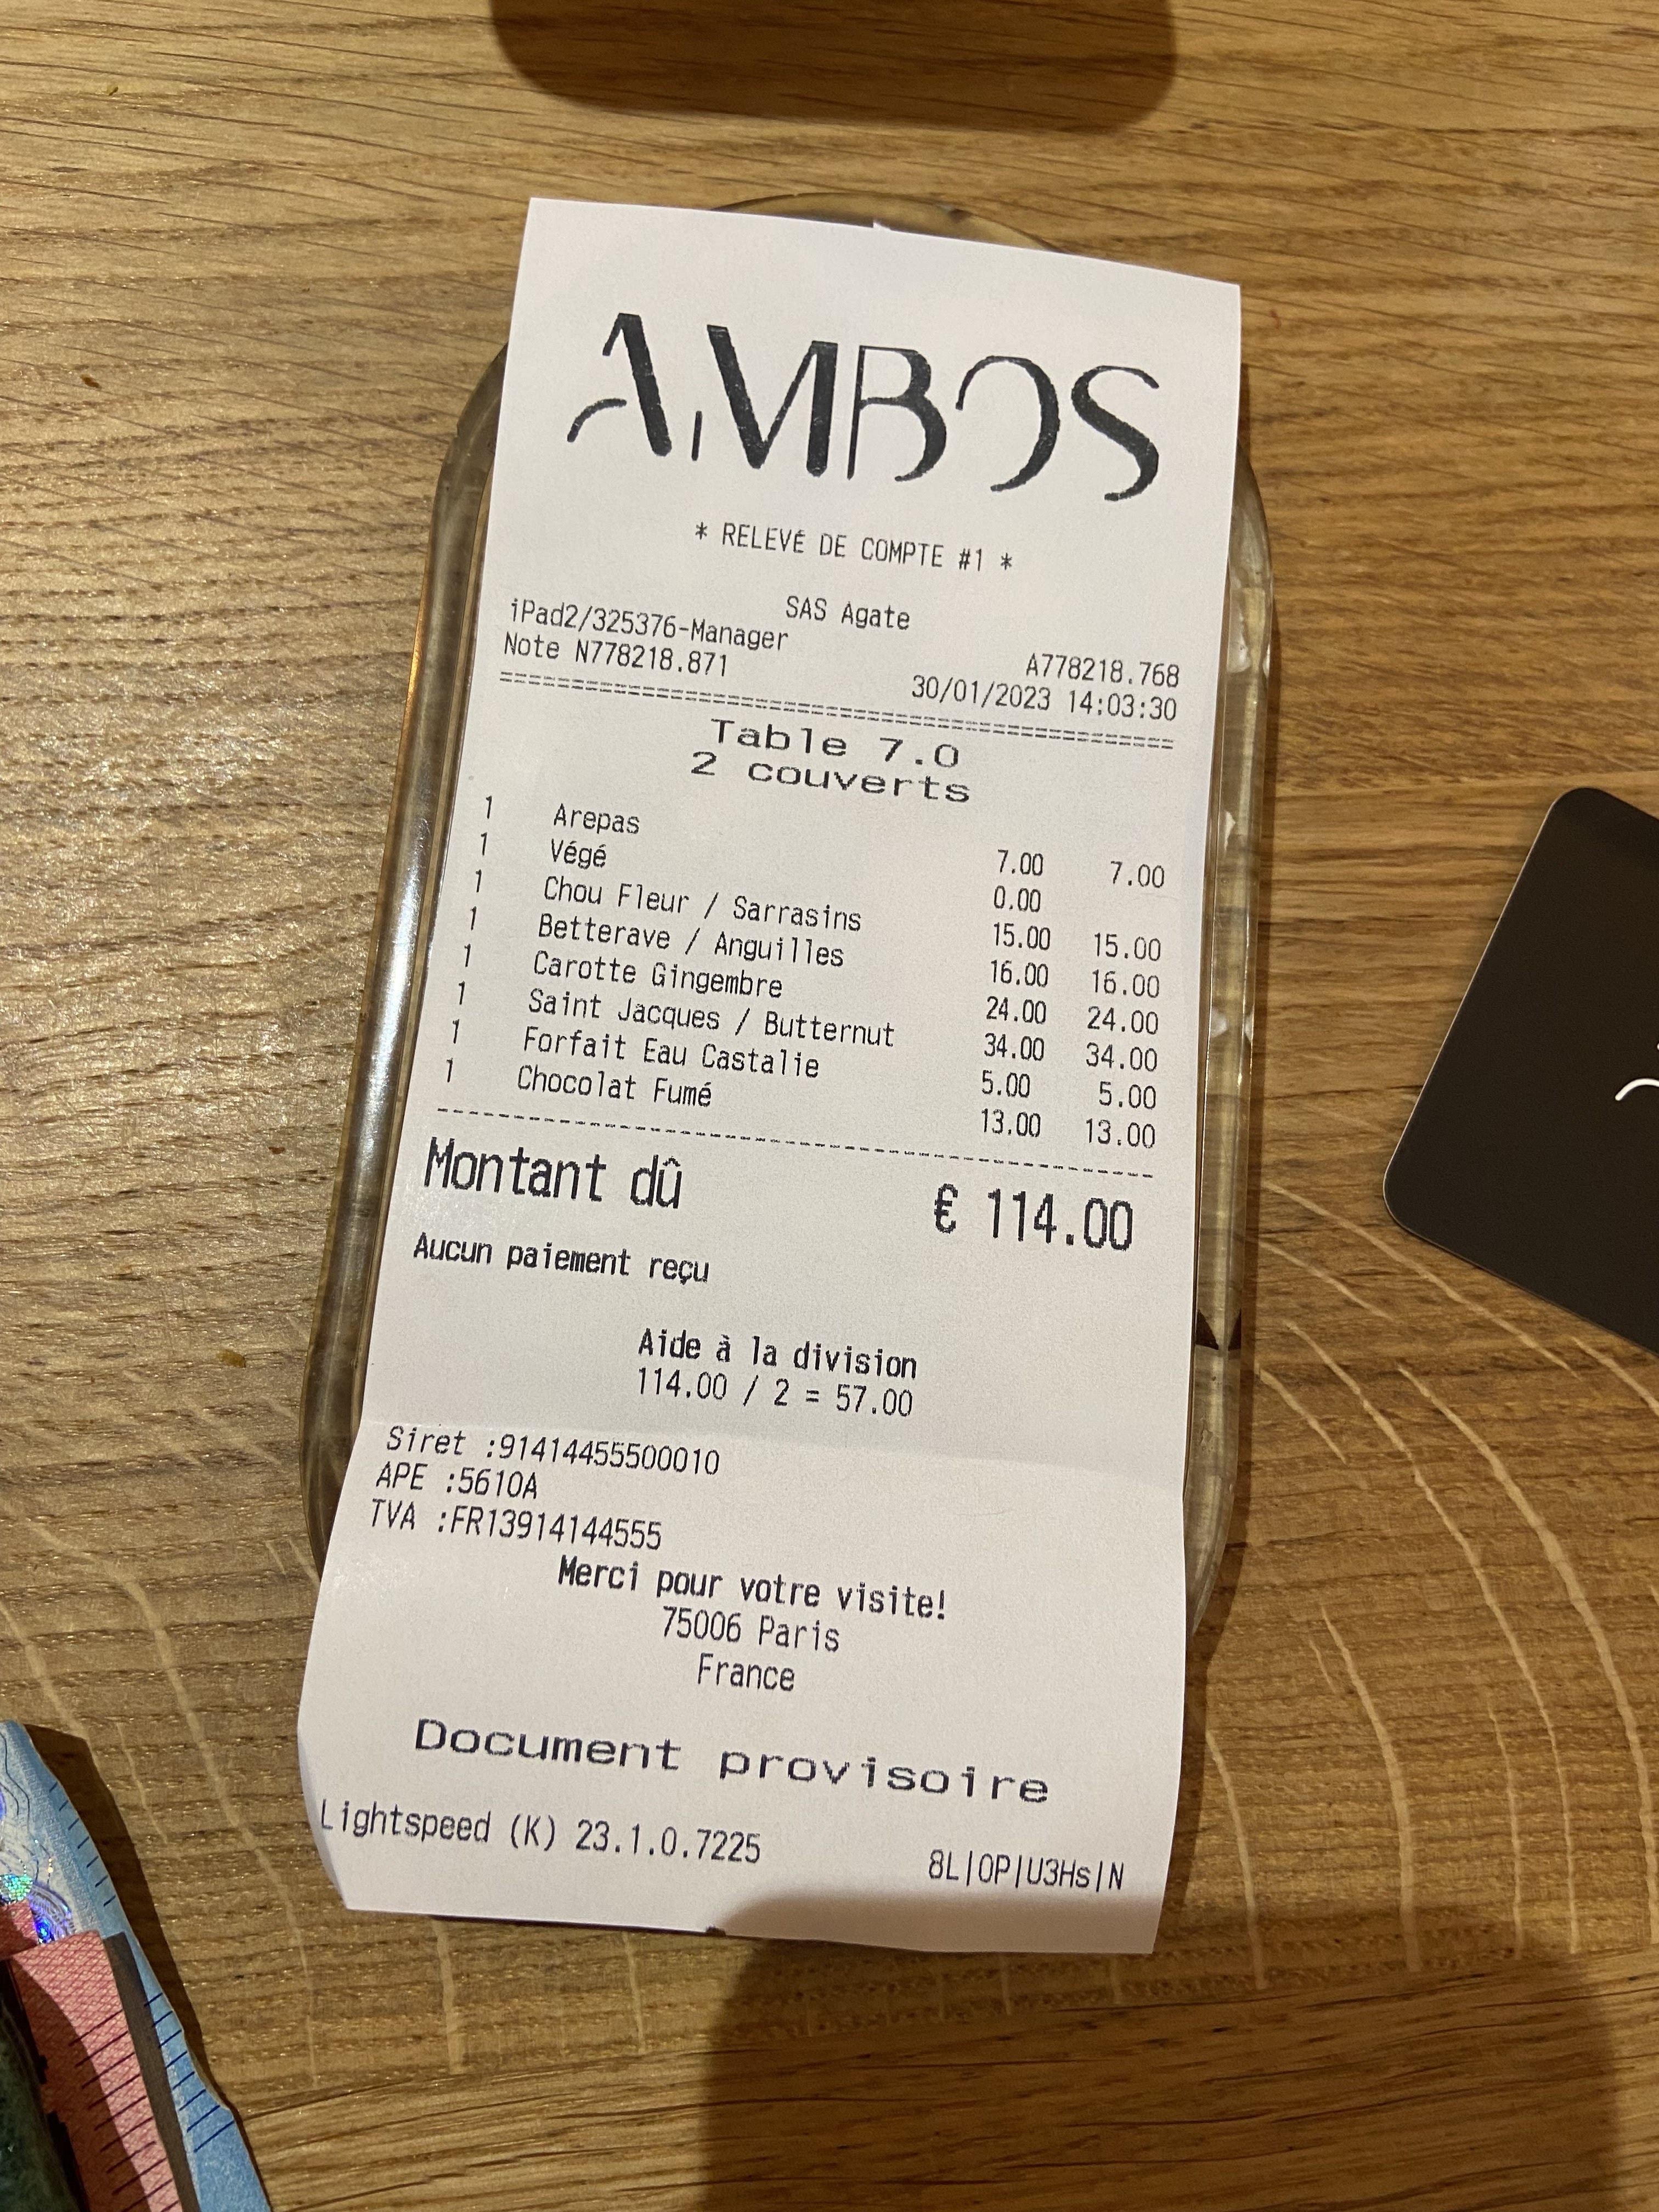 AMBOS
* RELEVÉ DE COMPTE #1 *
SAS Agate
iPad2/325376-Manager A778218.768
Note N778218.871 30/01/2023 14:03:30
================================================
Table 7.0
2 couverts
1 Arepas 7.00 7.00
1 Végé 0.00
1 Chou Fleur / Sarrasins 15.00 15.00
1 Betterave / Anguilles 16.00 16.00
1 Carotte Gingembre 24.00 24.00
1 Saint Jacques / Butternut 34.00 34.00
1 Forfait Eau Castalie 5.00 5.00
1 Chocolat Fumé 13.00 13.00
------------------------------------------------
Montant dû € 114.00
Aucun paiement reçu
Aide à la division
114.00 / 2 = 57.00
Siret :91414455500010
APE :5610A
TVA :FR13914144555
Merci pour votre visite!
75006 Paris
France
Document provisoire
Lightspeed (K) 23.1.0.7225 8L|OP|U3Hs|N